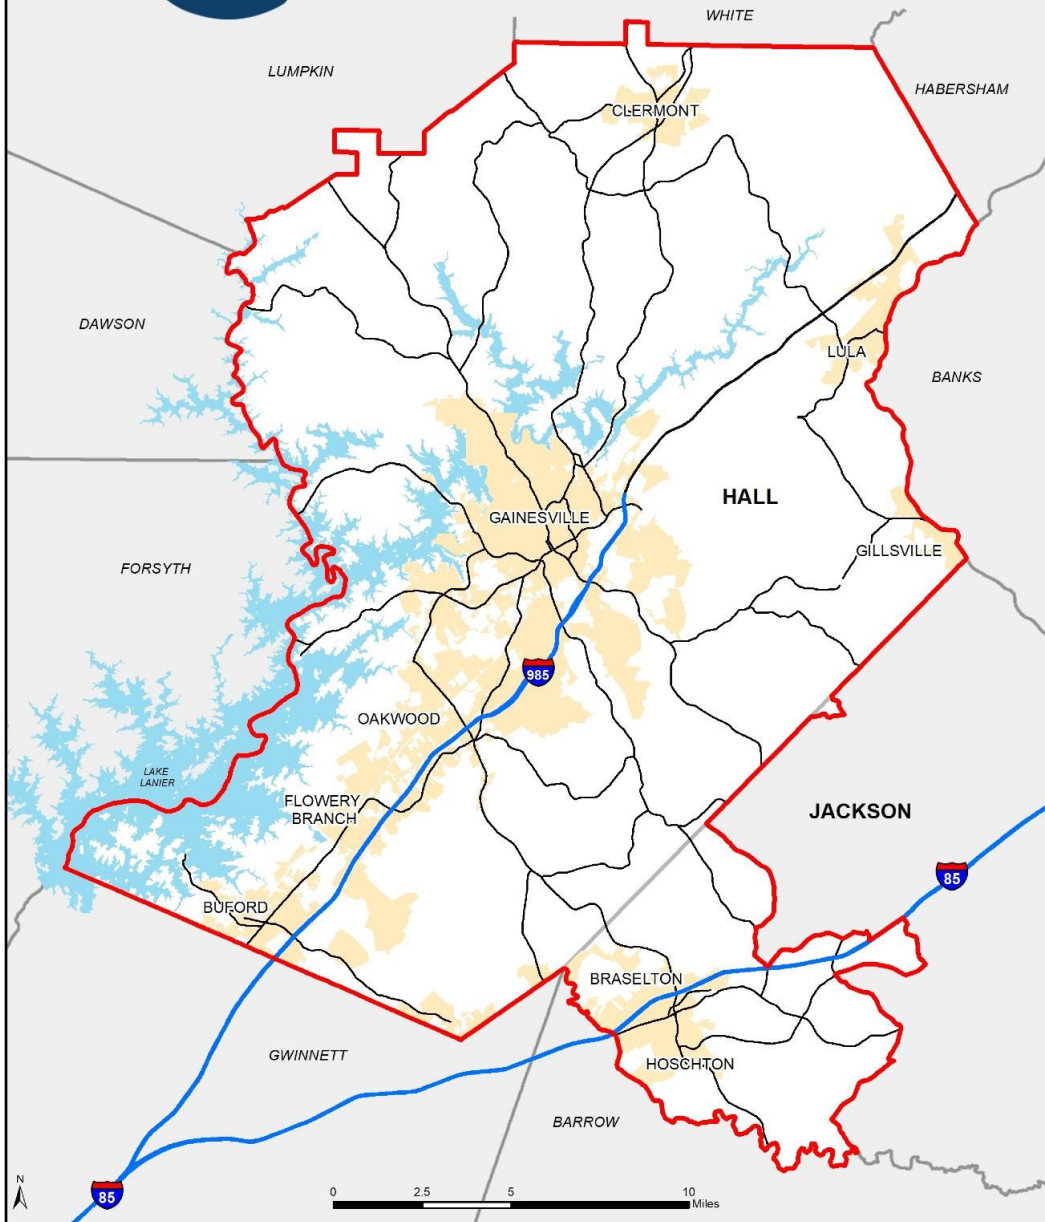 WHITE
LUMPKIN
HABERSHAM
CLERMONT
DAWSON
LULA
BANKS
HALL
GAINESVILLE
GILLSVILLE
FORSYTH
985
OAKWOOD
LAKE
LANIER
FLOWERY
BRANCH
JACKSON
85
BUFORD
BRASELTON
GWINNETT
HOSCHTON
BARROW
N
85
0 2.5 5 10
Miles